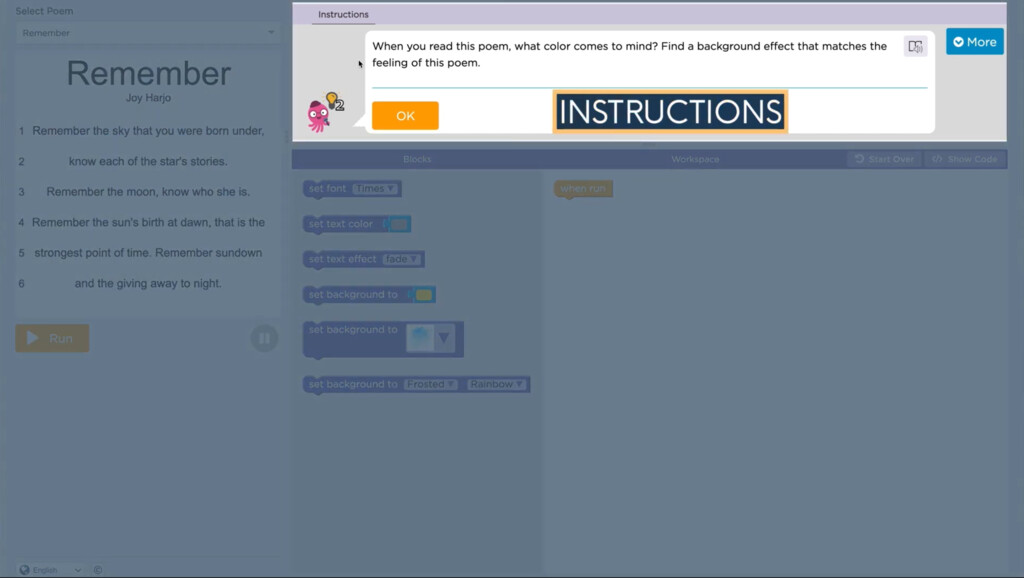 Select Poem
Remember
Remember
Joy Harjo
1 Remember the sky that you were born under,
2 know each of the star's stories.
3 Remember the moon, know who she is.
4 Remember the sun's birth at dawn, that is the
5 strongest point of time. Remember sundown
6 and the giving away to night.
Run
English
©
Instructions
When you read this poem, what color comes to mind? Find a background effect that matches the
feeling of this poem.
More
2
OK
INSTRUCTIONS
Blocks
Workspace
Start Over
</> Show Code
set font Times
set text color
set text effect fade
set background to
set background to
set background to Frosted Rainbow
when run